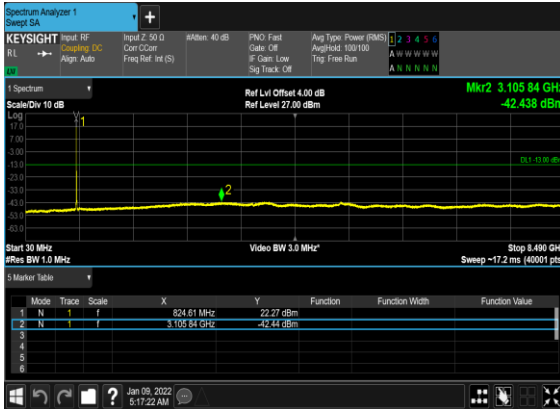 Spectrum Analyzer 1
Swept SA
+
KEYSIGHT Input: RF Input Z: 50 Ω #Atten: 40 dB PNO: Fast Avg Type: Power (RMS) 1 2 3 4 5 6
RL Coupling: DC Corr CCorr Gate: Off Avg|Hold: 100/100 A W W W W W
Align: Auto Freq Ref: Int (S) IF Gain: Low Trig: Free Run
Sig Track: Off A N N N N N
1 Spectrum
Ref Lvl Offset 4.00 dB Mkr2 3.105 84 GHz
Scale/Div 10 dB Ref Level 27.00 dBm -42.438 dBm
Log
17.0 1
7.00
-3.00
-13.0 DL1 -13.00 dBm
-23.0
-33.0 2
-43.0
-53.0
-63.0
Start 30 MHz Video BW 3.0 MHz* Stop 8.490 GHz
#Res BW 1.0 MHz Sweep ~17.2 ms (40001 pts)
5 Marker Table
Mode Trace Scale X Y Function Function Width Function Value
1 N 1 f 824.61 MHz 22.27 dBm
2 N 1 f 3.105 84 GHz -42.44 dBm
3
4
5
6
? Jan 09, 2022
5:17:22 AM